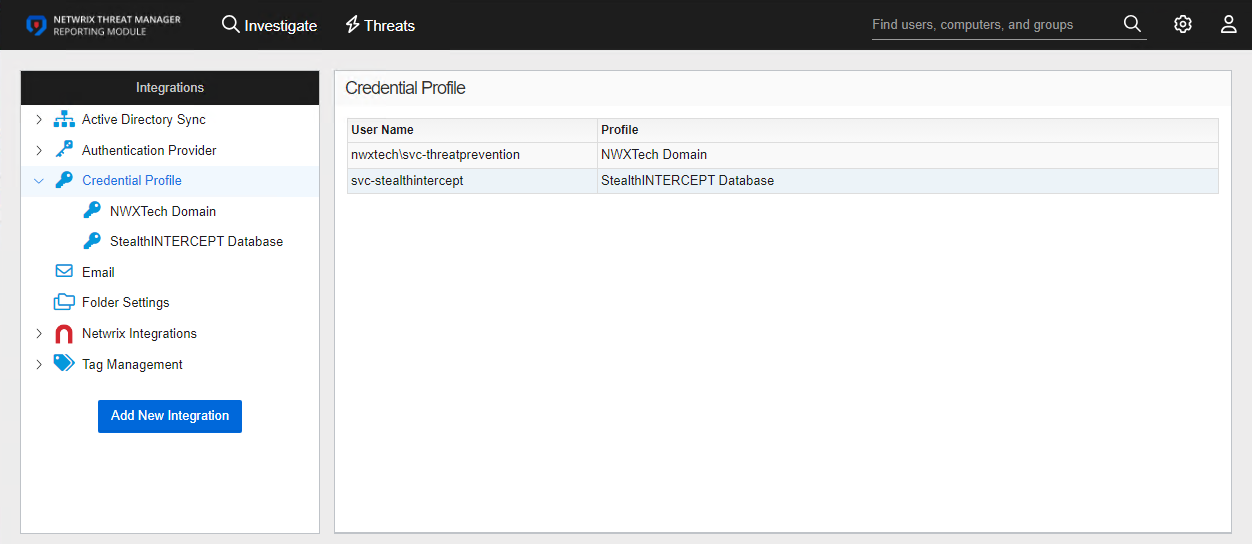 NETWRIX THREAT MANAGER
REPORTING MODULE
Investigate
Threats
Find users, computers, and groups
Integrations
Active Directory Sync
Authentication Provider
Credential Profile
NWXTech Domain
StealthINTERCEPT Database
Email
Folder Settings
Netwrix Integrations
Tag Management
Add New Integration
Credential Profile
User Name Profile
nwxtech\svc-threatprevention NWXTech Domain
svc-stealthintercept StealthINTERCEPT Database